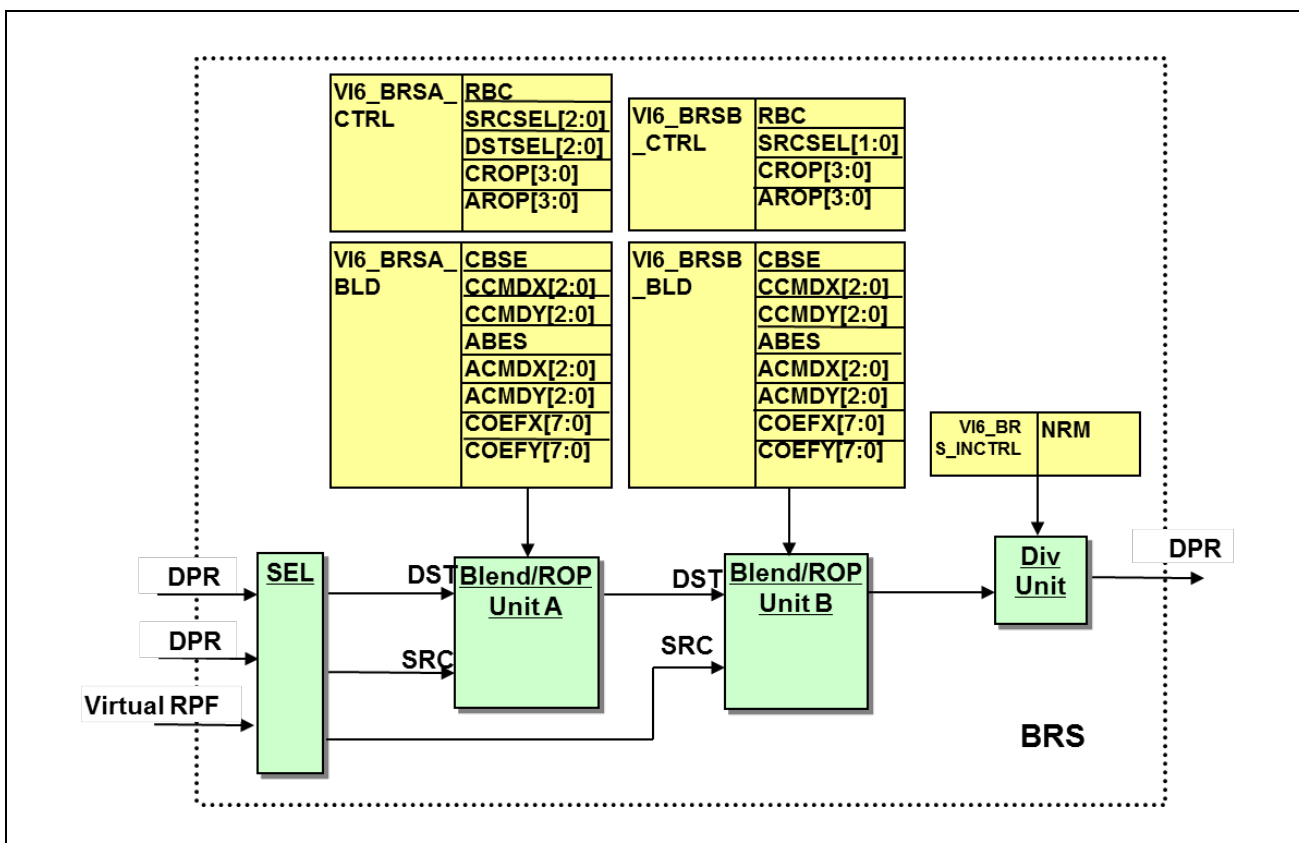 VI6_BRSA_
CTRL
RBC
SRCSEL[2:0]
DSTSEL[2:0]
CROP[3:0]
AROP[3:0]
VI6_BRSB
_CTRL
RBC
SRCSEL[1:0]
CROP[3:0]
AROP[3:0]
VI6_BRSA_
BLD
CBSE
CCMDX[2:0]
CCMDY[2:0]
ABES
ACMDX[2:0]
ACMDY[2:0]
COEFX[7:0]
COEFY[7:0]
VI6_BRSB
_BLD
CBSE
CCMDX[2:0]
CCMDY[2:0]
ABES
ACMDX[2:0]
ACMDY[2:0]
COEFX[7:0]
COEFY[7:0]
VI6_BR
S_INCTRL
NRM
DPR
DPR
Virtual RPF
SEL
DST
SRC
Blend/ROP
Unit A
DST
SRC
Blend/ROP
Unit B
Div
Unit
DPR
BRS